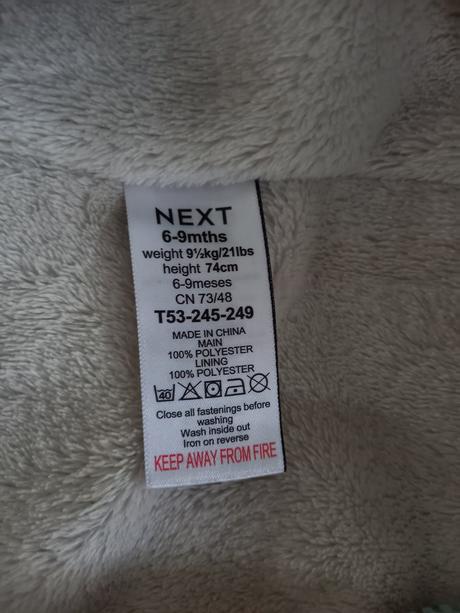 NEXT
6-9mths
weight 9½kg/21lbs
height 74cm
6-9meses
CN 73/48
T53-245-249
MADE IN CHINA
MAIN
100% POLYESTER
LINING
100% POLYESTER
40
Close all fastenings before
washing
Wash inside out
Iron on reverse
KEEP AWAY FROM FIRE